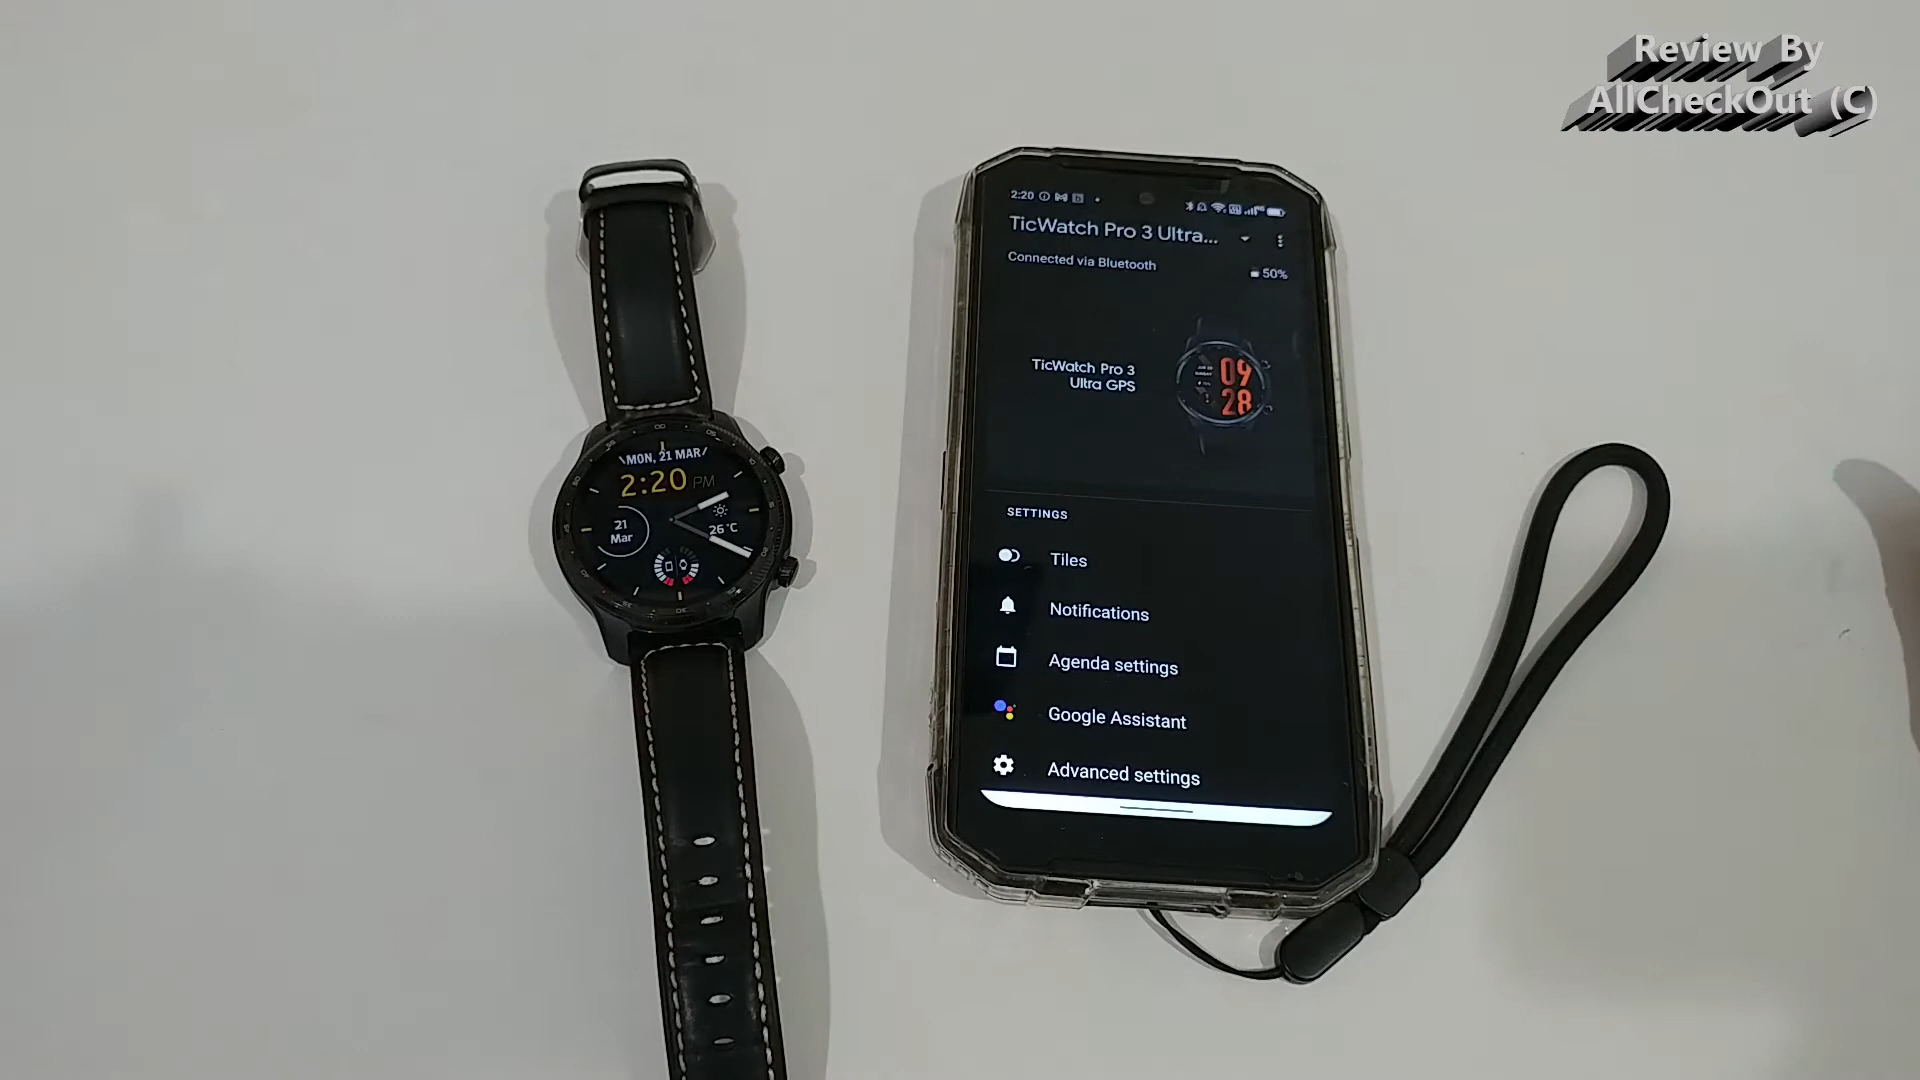 Review By
AllCheckOut (C)
MON, 21 MAR
2:20 PM
21
Mar
26°C
2:20
TicWatch Pro 3 Ultra...
Connected via Bluetooth
50%
TicWatch Pro 3
Ultra GPS
09
28
SETTINGS
Tiles
Notifications
Agenda settings
Google Assistant
Advanced settings